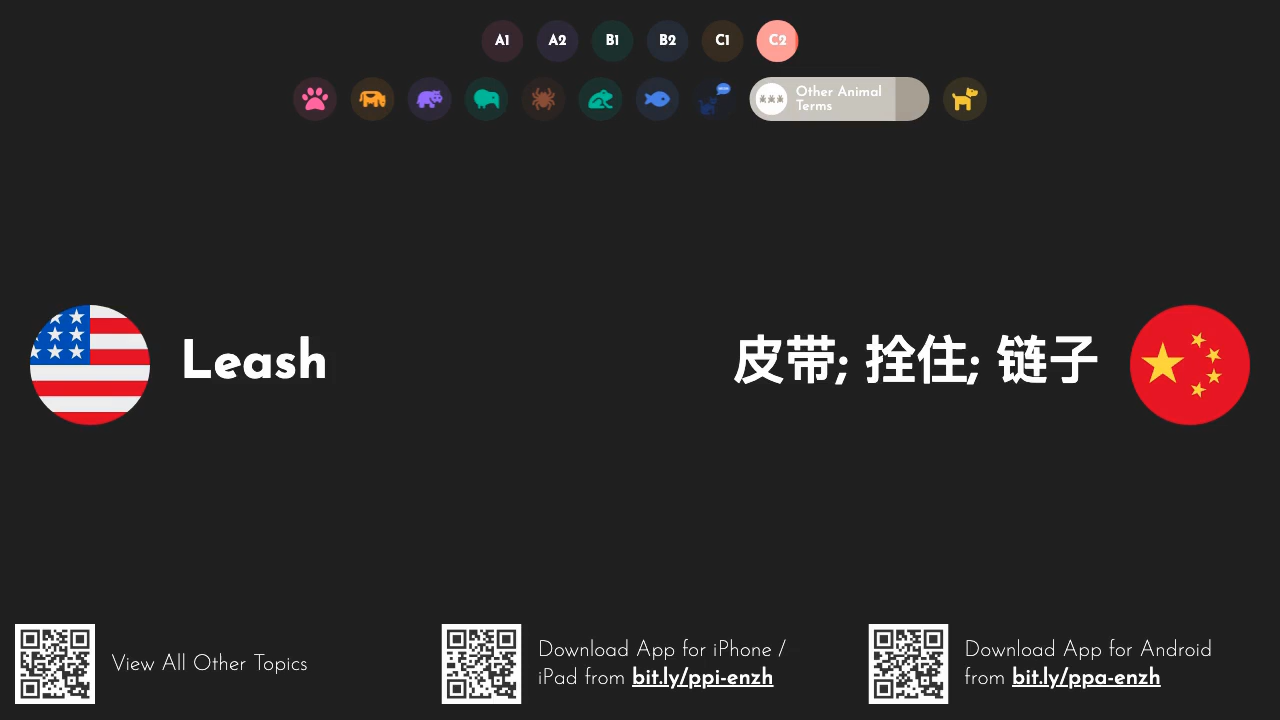 A1 A2 B1 B2 C1 C2
Other Animal
Terms
Leash
皮带; 拴住; 链子
View All Other Topics
Download App for iPhone /
iPad from bit.ly/ppi-enzh
Download App for Android
from bit.ly/ppa-enzh